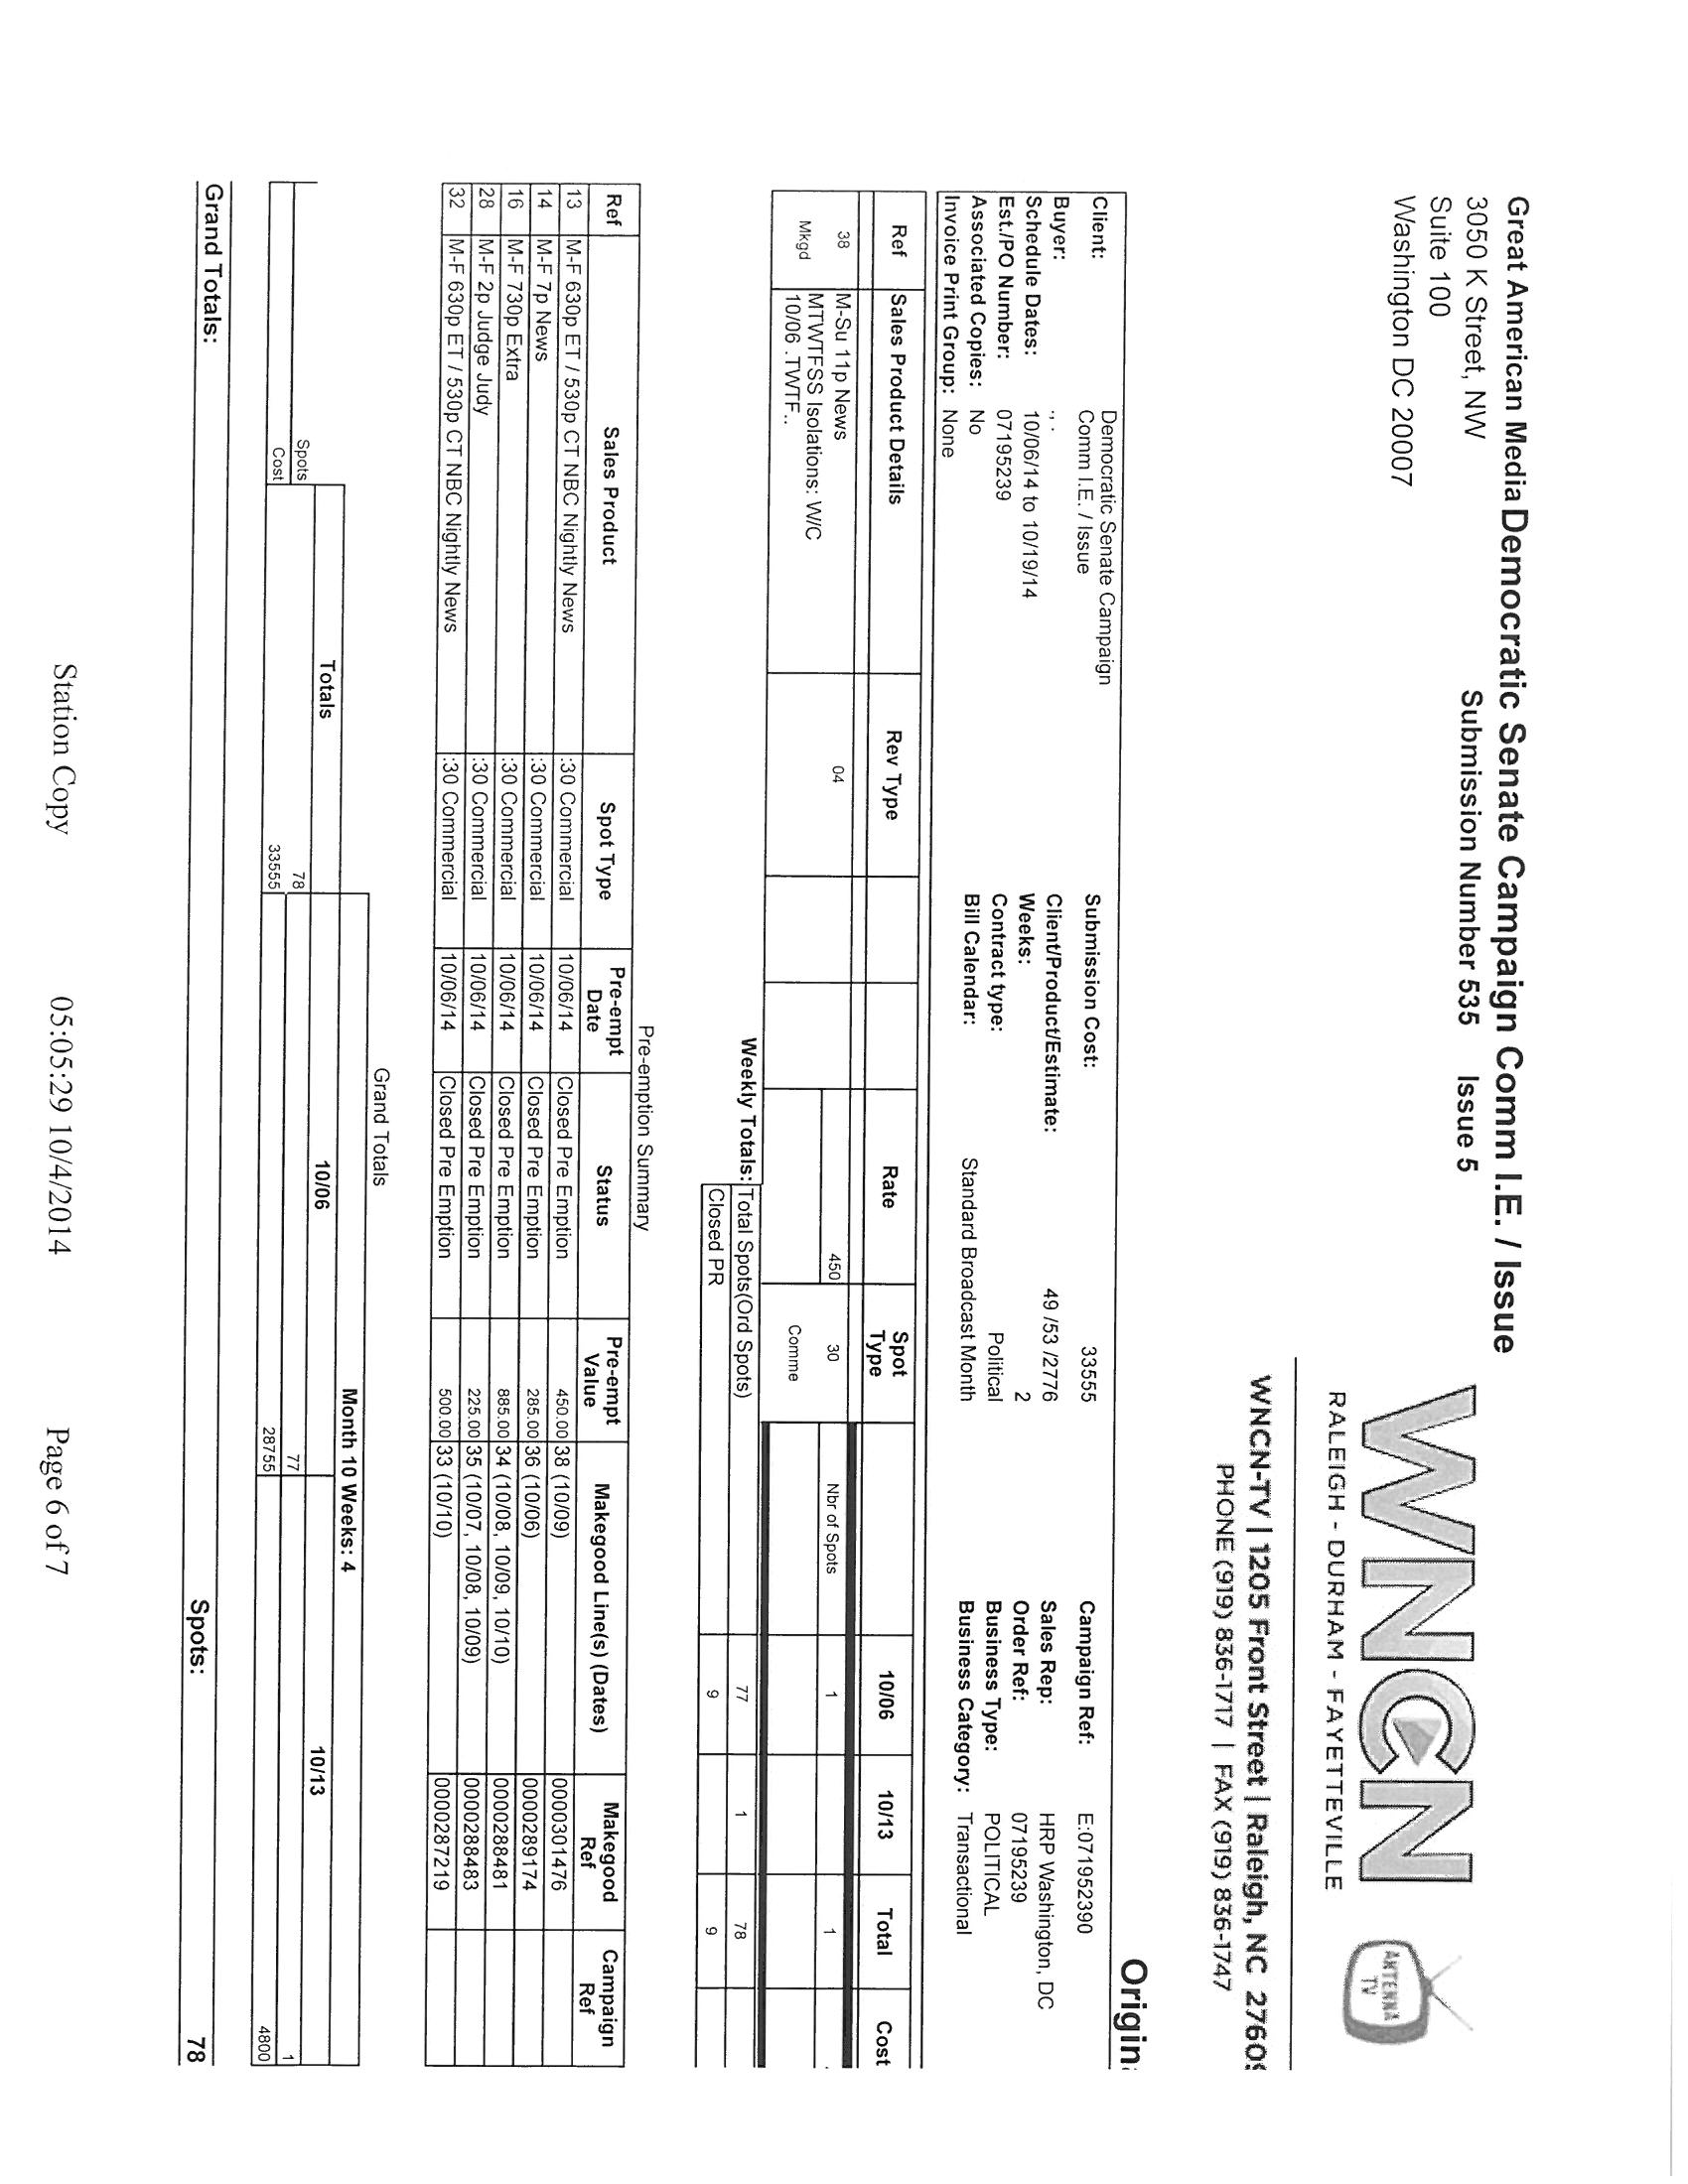 Great American Media Democratic Senate Campaign Comm I.E. / Issue
3050 K Street, NW
Suite 100
Washington DC 20007
Submission Number 535 Issue 5
WNCN
RALEIGH - DURHAM - FAYETTEVILLE
ANTENNA
TV
WNCN-TV | 1205 Front Street | Raleigh, NC 2760
PHONE (919) 836-1717 | FAX (919) 836-1747
Origin
Client: Democratic Senate Campaign Comm I.E. / Issue Submission Cost: 33555 Campaign Ref: E:071952390
Buyer: , . Client/Product/Estimate: 49 /53 /2776 Sales Rep: HRP Washington, DC
Schedule Dates: 10/06/14 to 10/19/14 Weeks: 2 Order Ref: 07195239
Est./PO Number: 07195239 Contract type: Political Business Type: POLITICAL
Associated Copies: No Bill Calendar: Standard Broadcast Month Business Category: Transactional
Invoice Print Group: None
Ref Sales Product Details Rev Type Rate Spot Type 10/06 10/13 Total Cost
38 M-Su 11p News 04 450 30 Nbr of Spots 1 1
Mkgd MTWTFSS Isolations: W/C Comme
10/06 .TWTF..
Weekly Totals: Total Spots(Ord Spots) 77 1 78
Closed PR 9 9
Pre-emption Summary
Ref Sales Product Spot Type Pre-empt Date Status Pre-empt Value Makegood Line(s) (Dates) Makegood Ref Campaign Ref
13 M-F 630p ET / 530p CT NBC Nightly News :30 Commercial 10/06/14 Closed Pre Emption 450.00 38 (10/09) 0000301476
14 M-F 7p News :30 Commercial 10/06/14 Closed Pre Emption 285.00 36 (10/06) 0000289174
16 M-F 730p Extra :30 Commercial 10/06/14 Closed Pre Emption 885.00 34 (10/08, 10/09, 10/10) 0000288481
28 M-F 2p Judge Judy :30 Commercial 10/06/14 Closed Pre Emption 225.00 35 (10/07, 10/08, 10/09) 0000288483
32 M-F 630p ET / 530p CT NBC Nightly News :30 Commercial 10/06/14 Closed Pre Emption 500.00 33 (10/10) 0000287219
Grand Totals
Month 10 Weeks: 4
Totals 10/06 10/13
Spots 78 77 1
Cost 33555 28755 4800
Grand Totals: Spots: 78
Station Copy 05:05:29 10/4/2014 Page 6 of 7